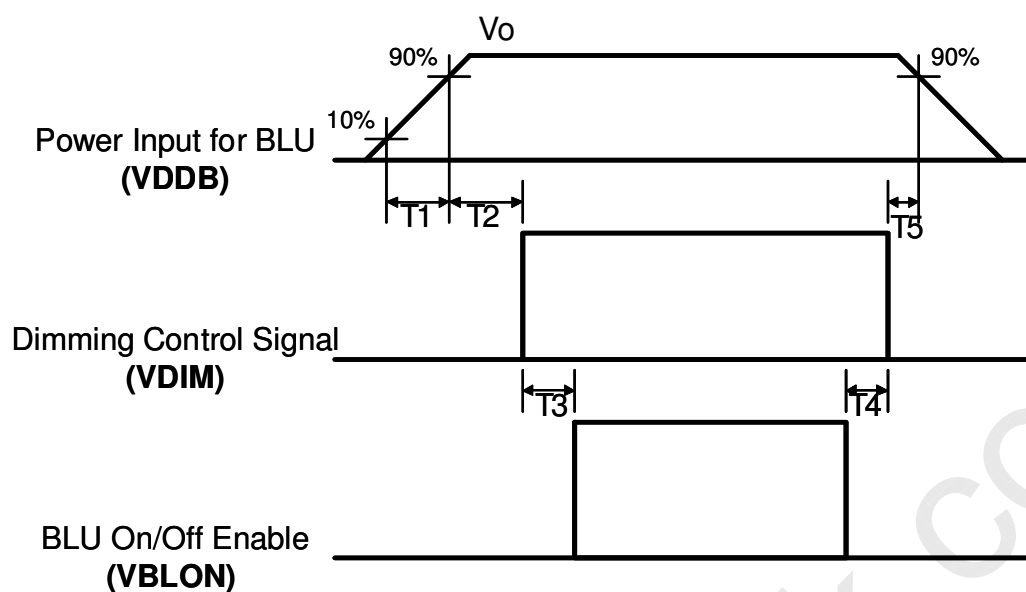 Vo
90%
90%
10%
Power Input for BLU
(VDDB)
T1
T2
T5
Dimming Control Signal
(VDIM)
T3
T4
BLU On/Off Enable
(VBLON)